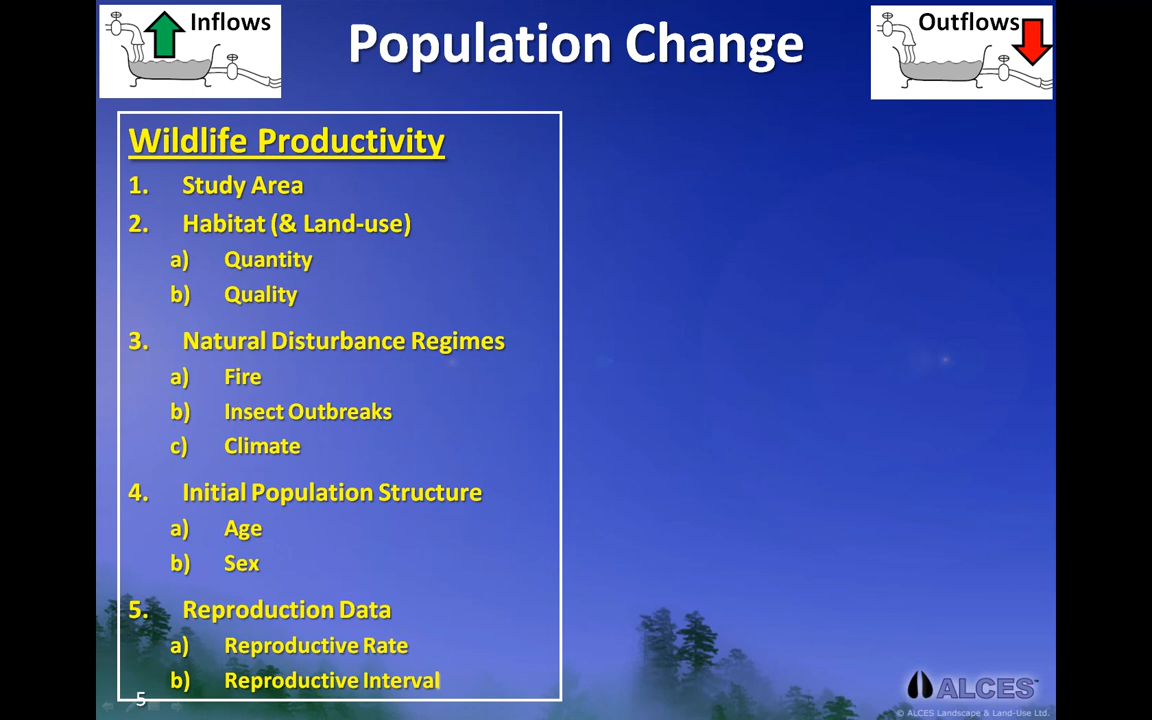 Inflows
Population Change
Outflows
Wildlife Productivity
1. Study Area
2. Habitat (& Land-use)
a) Quantity
b) Quality
3. Natural Disturbance Regimes
a) Fire
b) Insect Outbreaks
c) Climate
4. Initial Population Structure
a) Age
b) Sex
5. Reproduction Data
a) Reproductive Rate
b) Reproductive Interval
5
ALCES™
© ALCES Landscape & Land-Use Ltd.